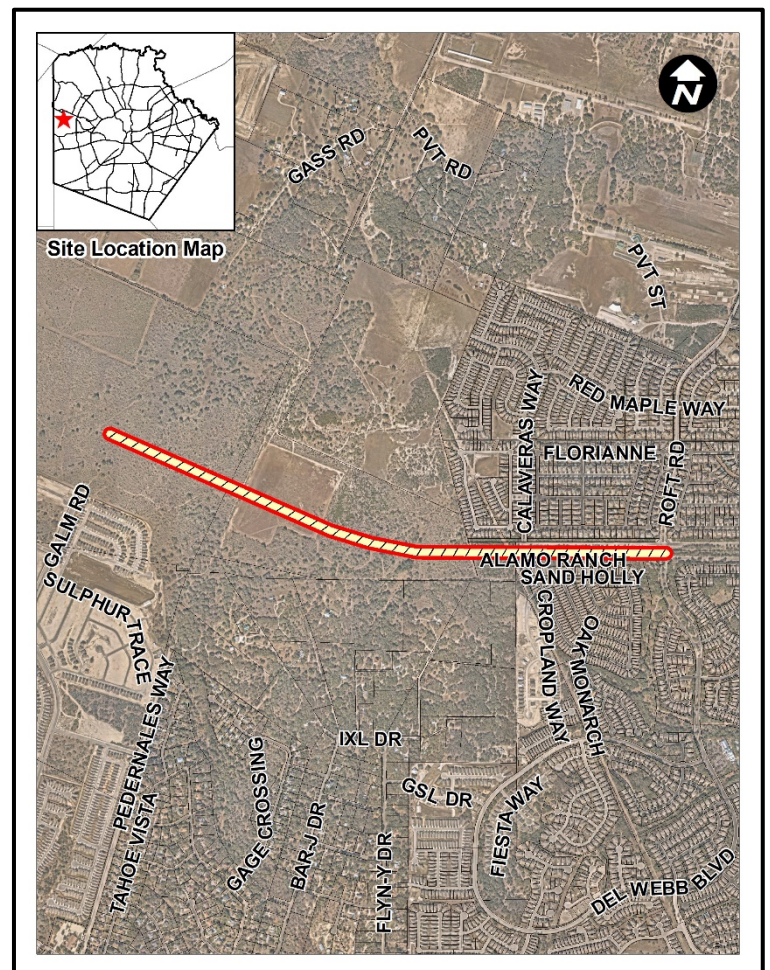 N
Site Location Map
GASS RD
PVT RD
PVT ST
RED MAPLE WAY
CALAVERAS WAY
FLORIANNE
ROFT RD
GALM RD
ALAMO RANCH
SAND HOLLY
SULPHUR TRACE
CROPLAND WAY
OAK MONARCH
PEDERNALES WAY
TAHOE VISTA
GAGE CROSSING
BAR-J DR
IXL DR
FLYN-Y DR
GSL DR
FIESTA WAY
DEL WEBB BLVD